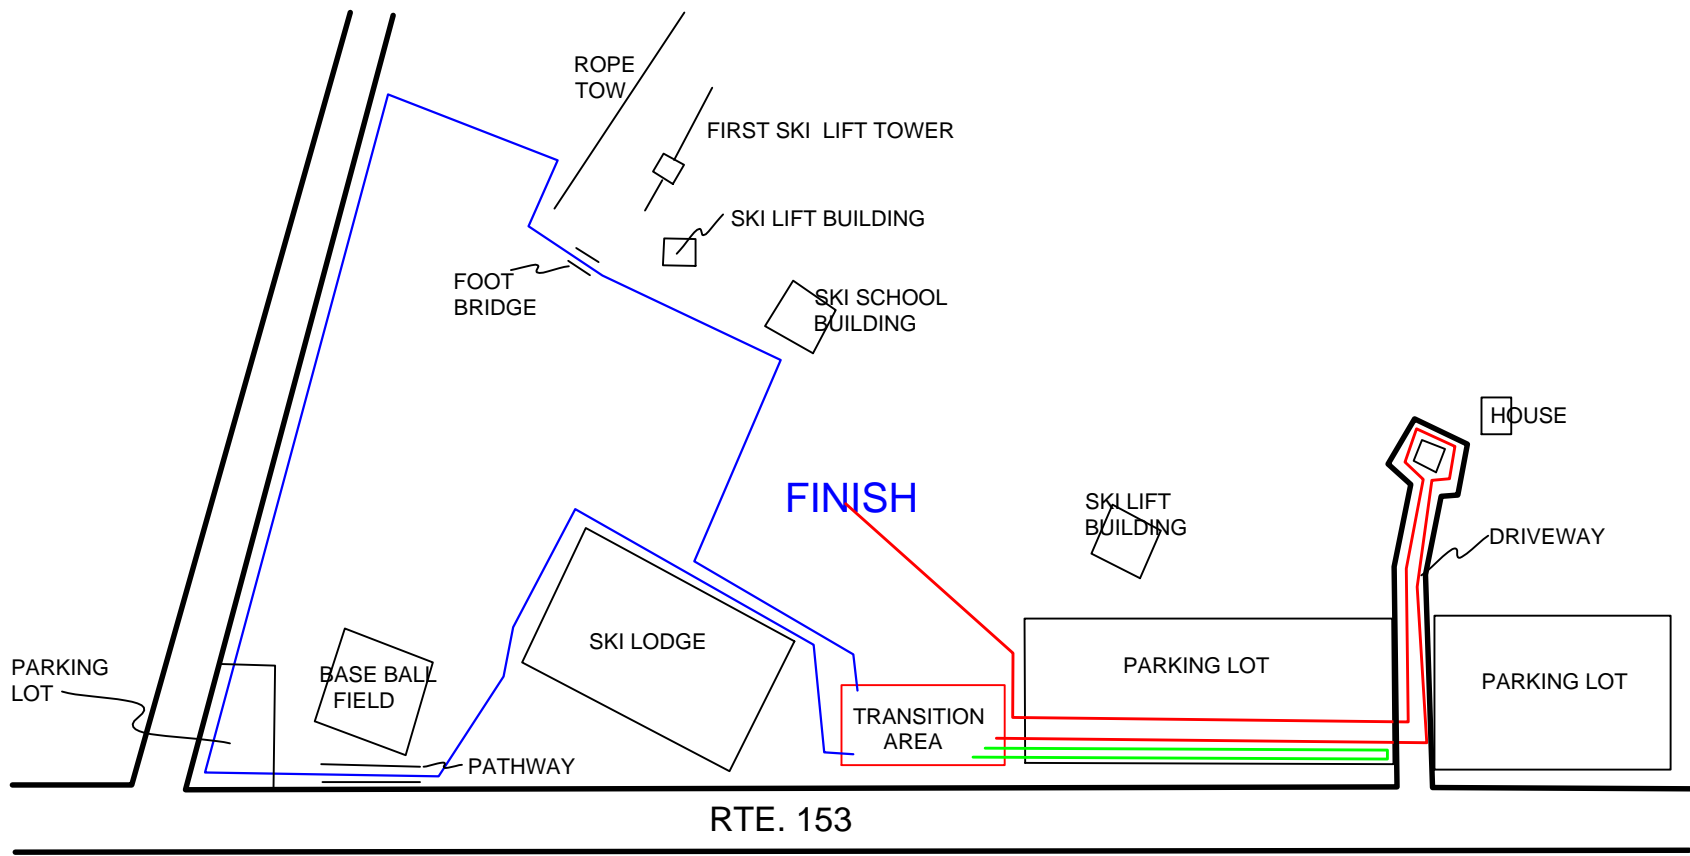 ROPE
TOW
FIRST SKI LIFT TOWER
SKI LIFT BUILDING
FOOT
BRIDGE
SKI SCHOOL
BUILDING
HOUSE
FINISH
SKI LIFT
BUILDING
DRIVEWAY
SKI LODGE
PARKING LOT
PARKING LOT
PARKING
LOT
BASE BALL
FIELD
TRANSITION
AREA
PATHWAY
RTE. 153